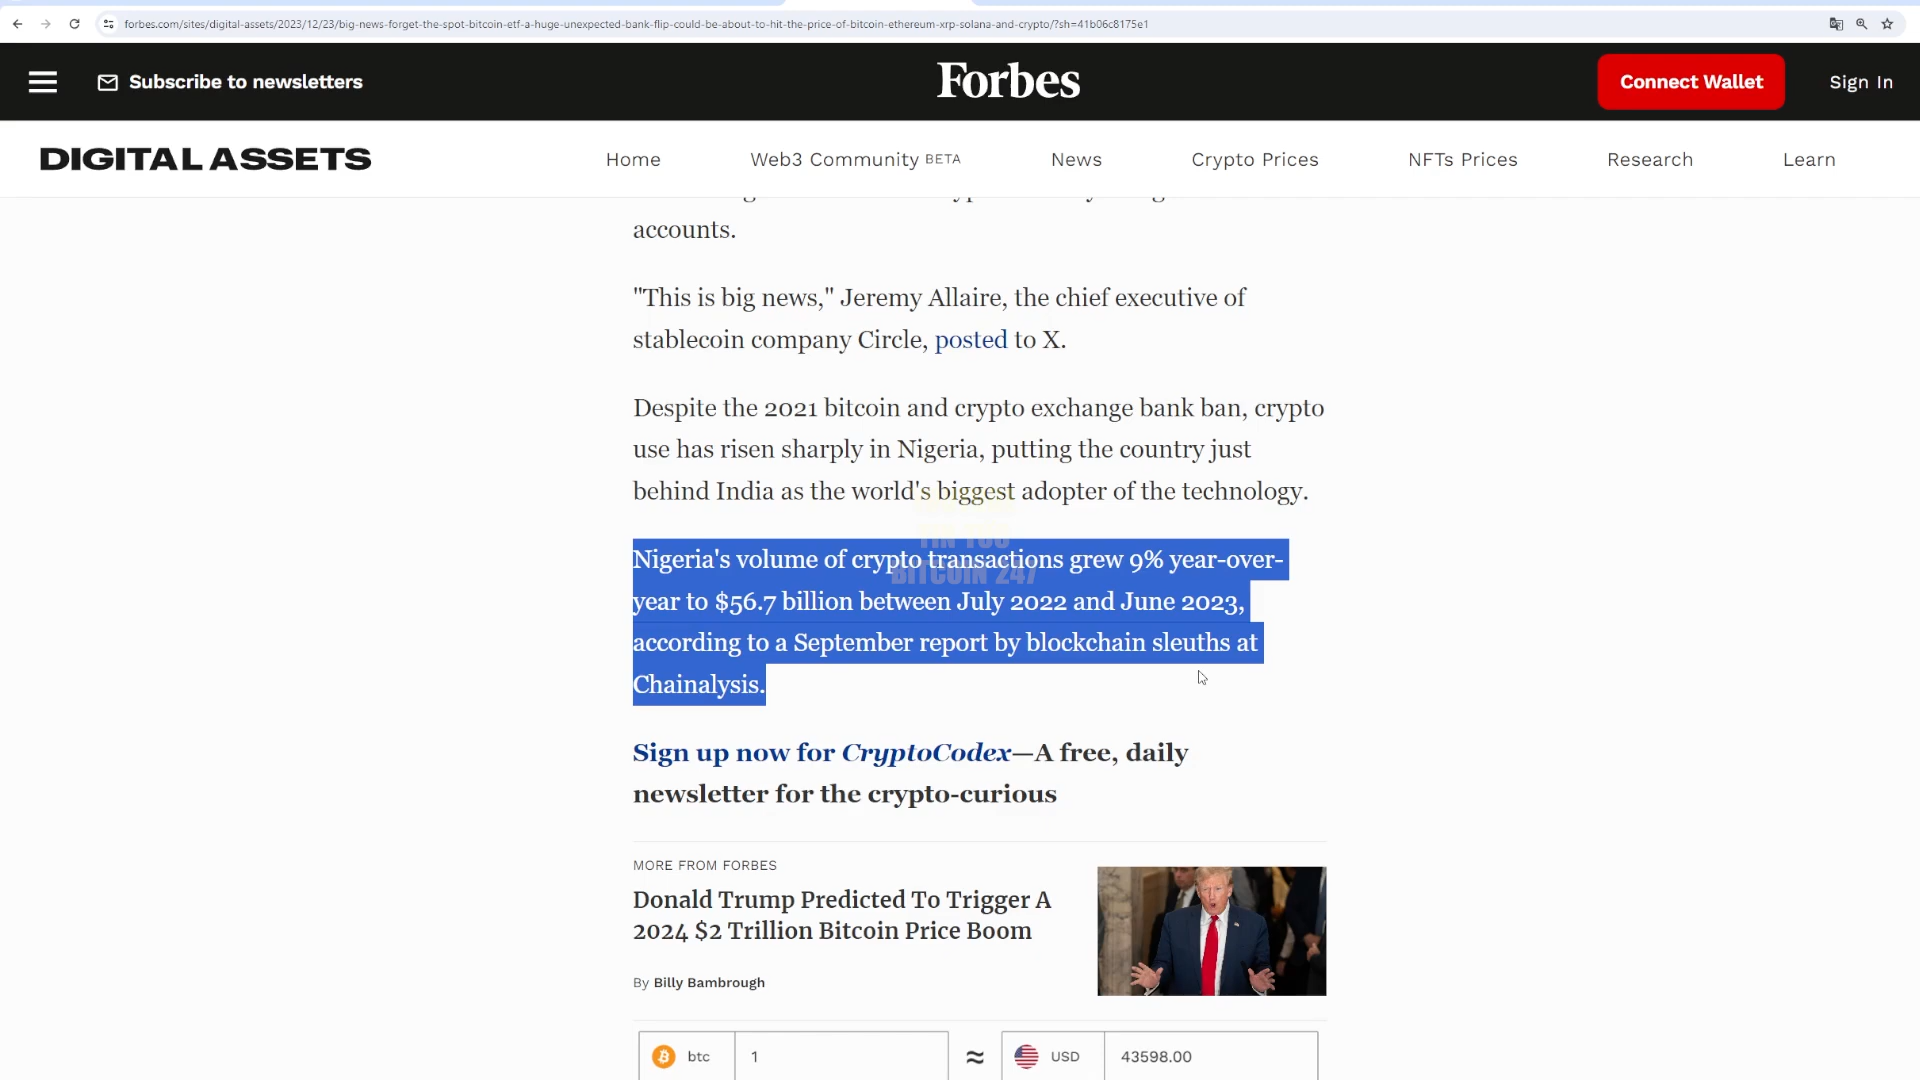 forbes.com/sites/digital-assets/2023/12/23/big-news-forget-the-spot-bitcoin-etf-a-huge-unexpected-bank-flip-could-be-about-to-hit-the-price-of-bitcoin-ethereum-xrp-solana-and-crypto/?sh=41b06c8175e1
Subscribe to newsletters
Forbes
Connect Wallet
Sign In
DIGITAL ASSETS
Home
Web3 Community BETA
News
Crypto Prices
NFTs Prices
Research
Learn
accounts.
"This is big news," Jeremy Allaire, the chief executive of
stablecoin company Circle, posted to X.
Despite the 2021 bitcoin and crypto exchange bank ban, crypto
use has risen sharply in Nigeria, putting the country just
behind India as the world's biggest adopter of the technology.
Nigeria's volume of crypto transactions grew 9% year-over-
year to $56.7 billion between July 2022 and June 2023,
according to a September report by blockchain sleuths at
Chainalysis.
TIN TUC
BITCOIN 247
Sign up now for CryptoCodex—A free, daily
newsletter for the crypto-curious
MORE FROM FORBES
Donald Trump Predicted To Trigger A
2024 $2 Trillion Bitcoin Price Boom
By Billy Bambrough
btc
1
≈
USD
43598.00